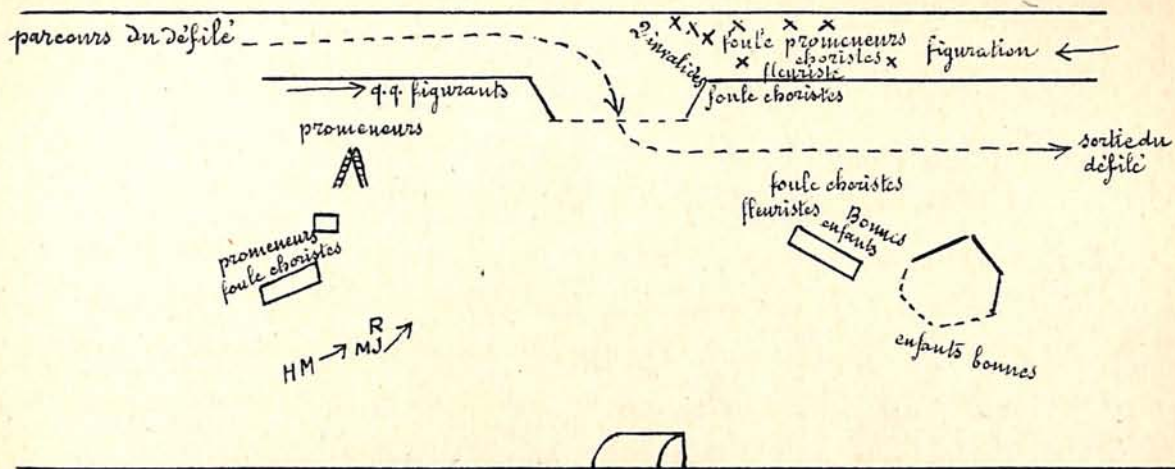 parcours du défilé
2 invalides
foule promeneurs
choristes
fleuriste
figuration
q.q. figurants
foule choristes
promeneurs
sortie du
défilé
foule choristes
fleuristes
Bonnes
enfants
promeneurs
foule choristes
enfants bonnes
HM
R
MJ